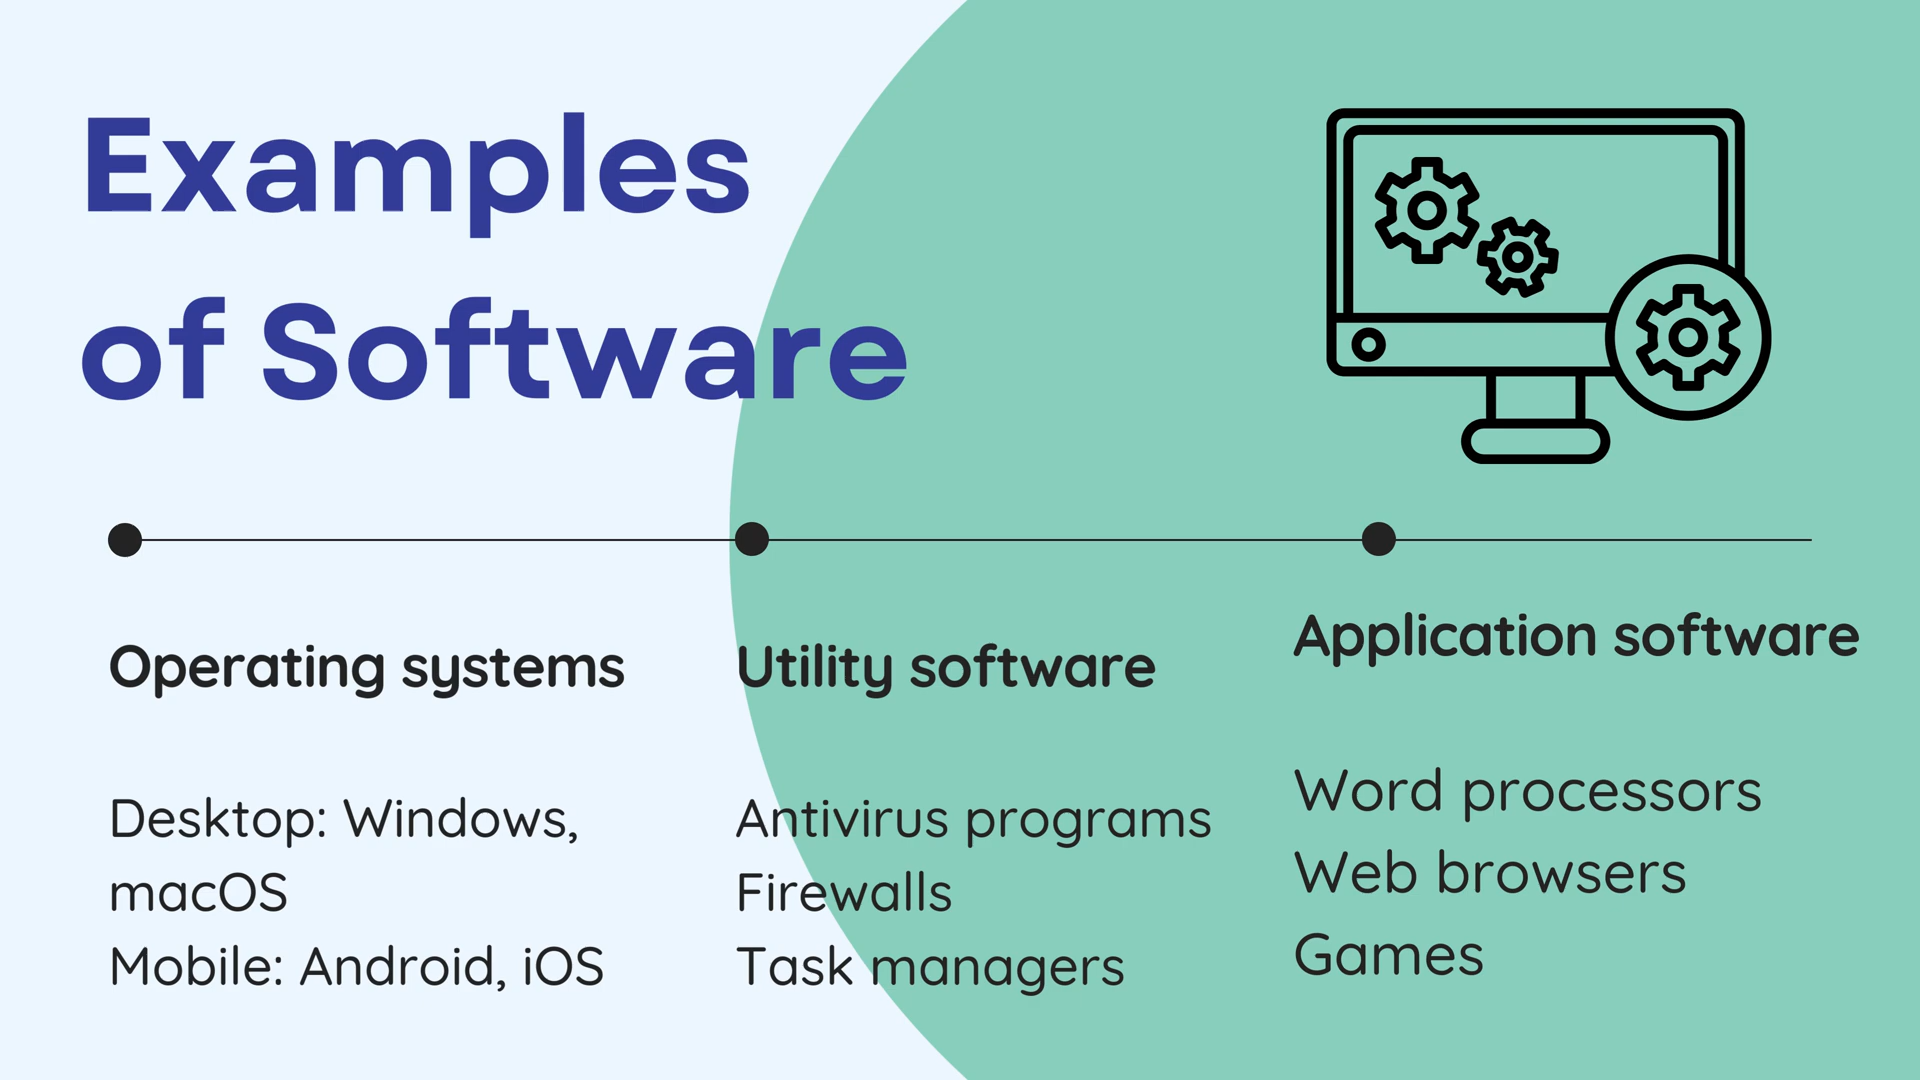 Examples
of Software
Operating systems
Desktop: Windows,
macOS
Mobile: Android, iOS
Utility software
Antivirus programs
Firewalls
Task managers
Application software
Word processors
Web browsers
Games